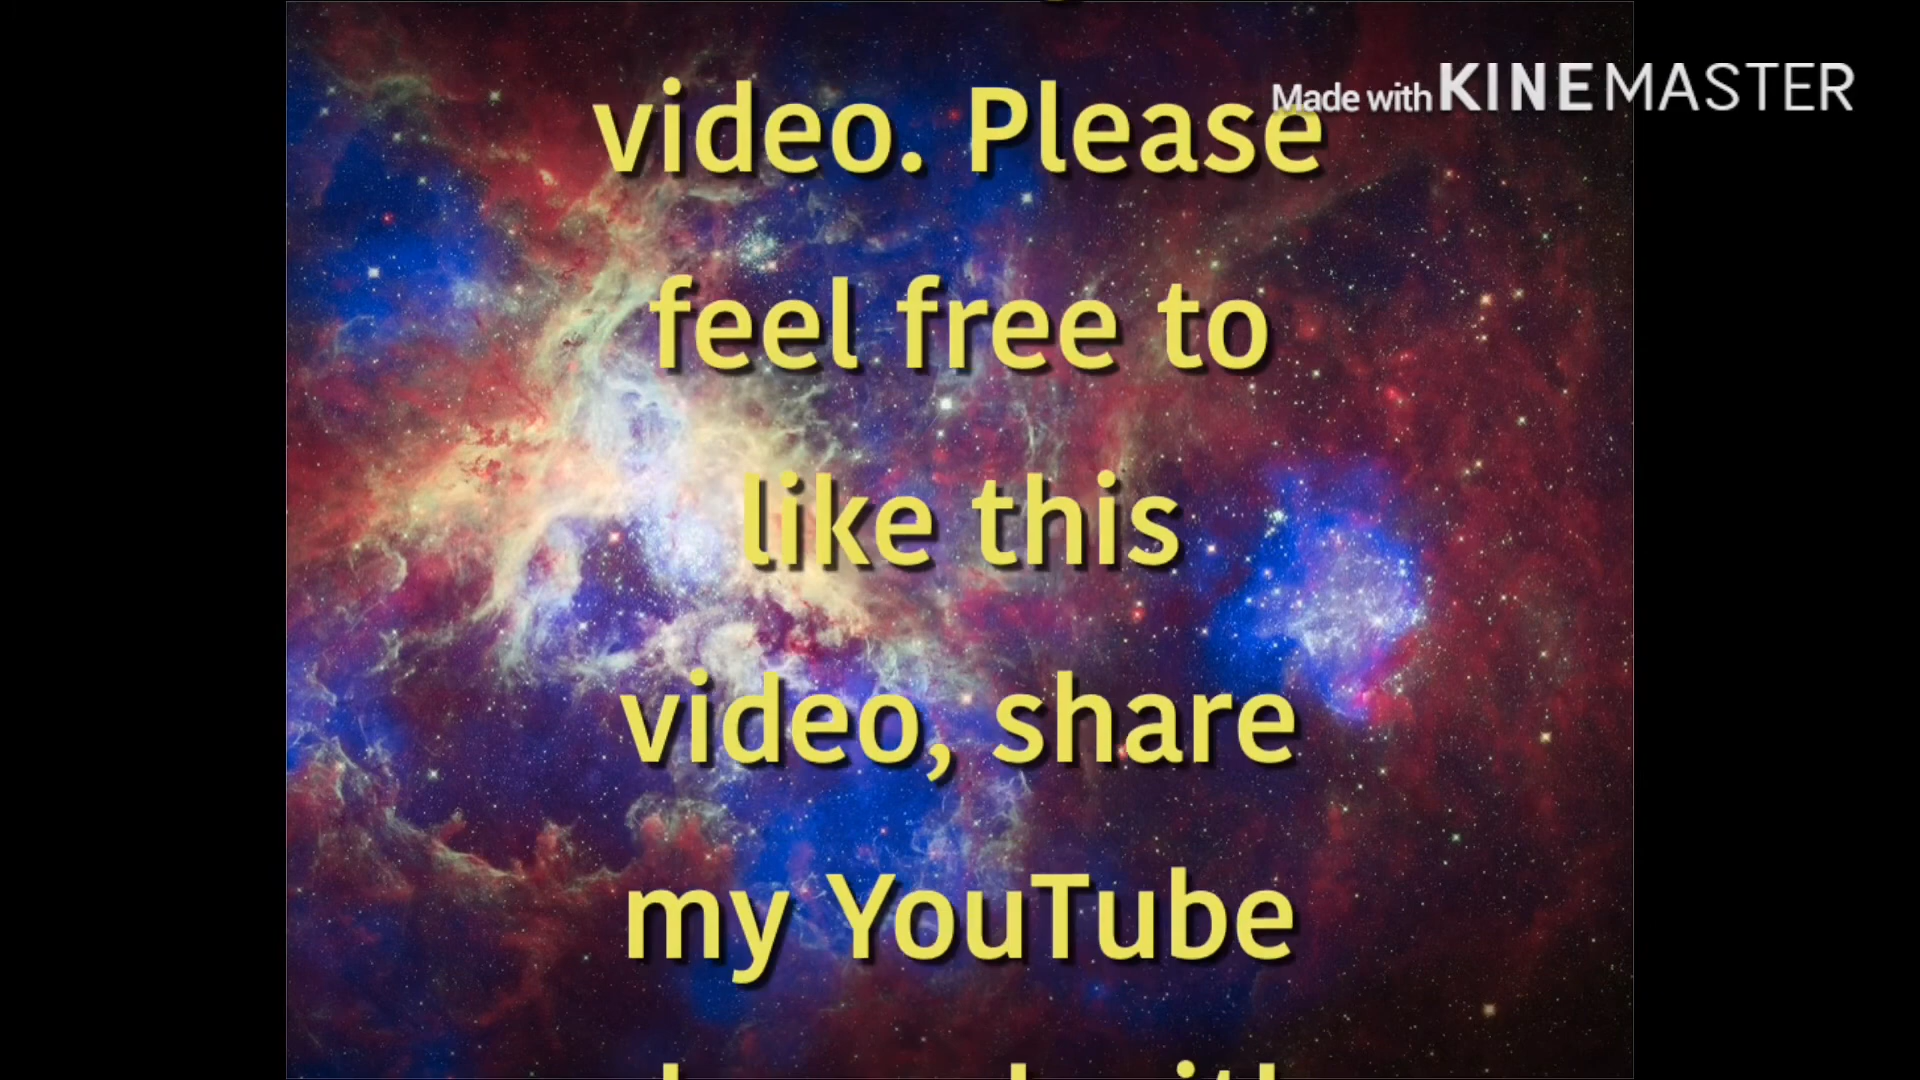 Made with KINEMASTER
video. Please
feel free to
like this
video, share
my YouTube